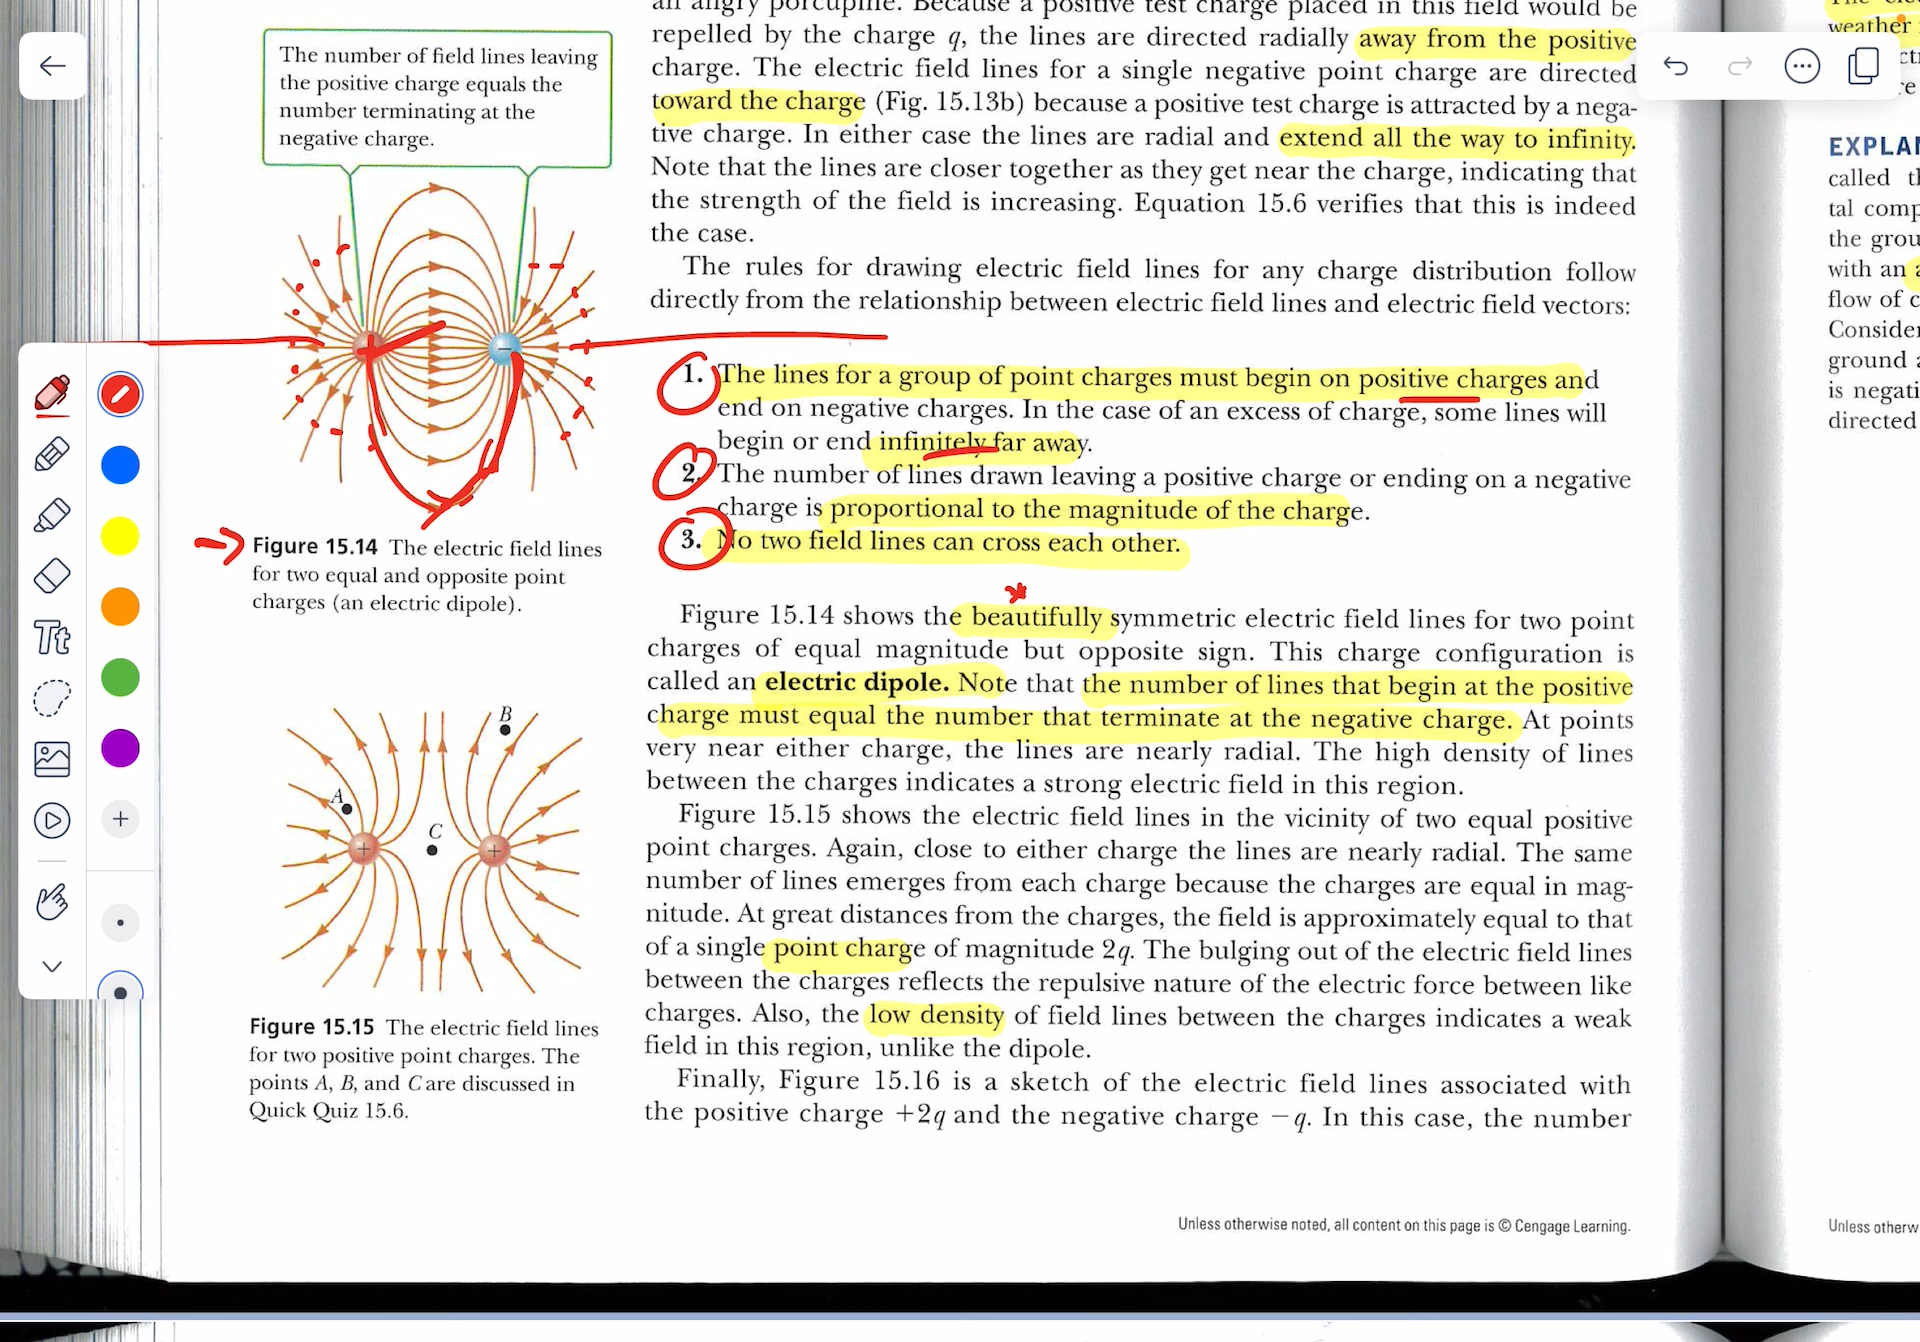 The number of field lines leaving
the positive charge equals the
number terminating at the
negative charge.
+
−
Figure 15.14 The electric field lines
for two equal and opposite point
charges (an electric dipole).
A
B
C
+
+
Figure 15.15 The electric field lines
for two positive point charges. The
points A, B, and C are discussed in
Quick Quiz 15.6.
an angry porcupine. Because a positive test charge placed in this field would be
repelled by the charge q, the lines are directed radially away from the positive
charge. The electric field lines for a single negative point charge are directed
toward the charge (Fig. 15.13b) because a positive test charge is attracted by a nega-
tive charge. In either case the lines are radial and extend all the way to infinity.
Note that the lines are closer together as they get near the charge, indicating that
the strength of the field is increasing. Equation 15.6 verifies that this is indeed
the case.
The rules for drawing electric field lines for any charge distribution follow
directly from the relationship between electric field lines and electric field vectors:
1. The lines for a group of point charges must begin on positive charges and
end on negative charges. In the case of an excess of charge, some lines will
begin or end infinitely far away.
2. The number of lines drawn leaving a positive charge or ending on a negative
charge is proportional to the magnitude of the charge.
3. No two field lines can cross each other.
Figure 15.14 shows the beautifully symmetric electric field lines for two point
charges of equal magnitude but opposite sign. This charge configuration is
called an electric dipole. Note that the number of lines that begin at the positive
charge must equal the number that terminate at the negative charge. At points
very near either charge, the lines are nearly radial. The high density of lines
between the charges indicates a strong electric field in this region.
Figure 15.15 shows the electric field lines in the vicinity of two equal positive
point charges. Again, close to either charge the lines are nearly radial. The same
number of lines emerges from each charge because the charges are equal in mag-
nitude. At great distances from the charges, the field is approximately equal to that
of a single point charge of magnitude 2q. The bulging out of the electric field lines
between the charges reflects the repulsive nature of the electric force between like
charges. Also, the low density of field lines between the charges indicates a weak
field in this region, unlike the dipole.
Finally, Figure 15.16 is a sketch of the electric field lines associated with
the positive charge +2q and the negative charge −q. In this case, the number
Unless otherwise noted, all content on this page is © Cengage Learning.
weather
EXPLA
called
tal comp
the grou
with an
flow of c
Consider
ground
is negati
directed
Unless otherw
Tt